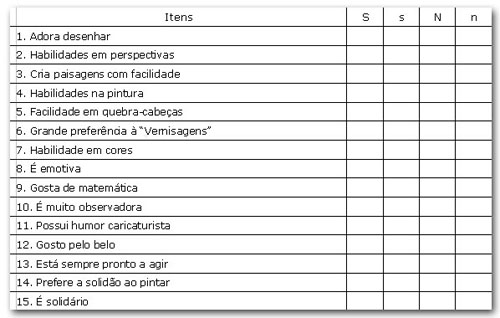 Itens S s N n
1. Adora desenhar
2. Habilidades em perspectivas
3. Cria paisagens com facilidade
4. Habilidades na pintura
5. Facilidade em quebra-cabeças
6. Grande preferência à “Vernisagens”
7. Habilidade em cores
8. É emotiva
9. Gosta de matemática
10. É muito observadora
11. Possui humor caricaturista
12. Gosto pelo belo
13. Está sempre pronto a agir
14. Prefere a solidão ao pintar
15. É solidário